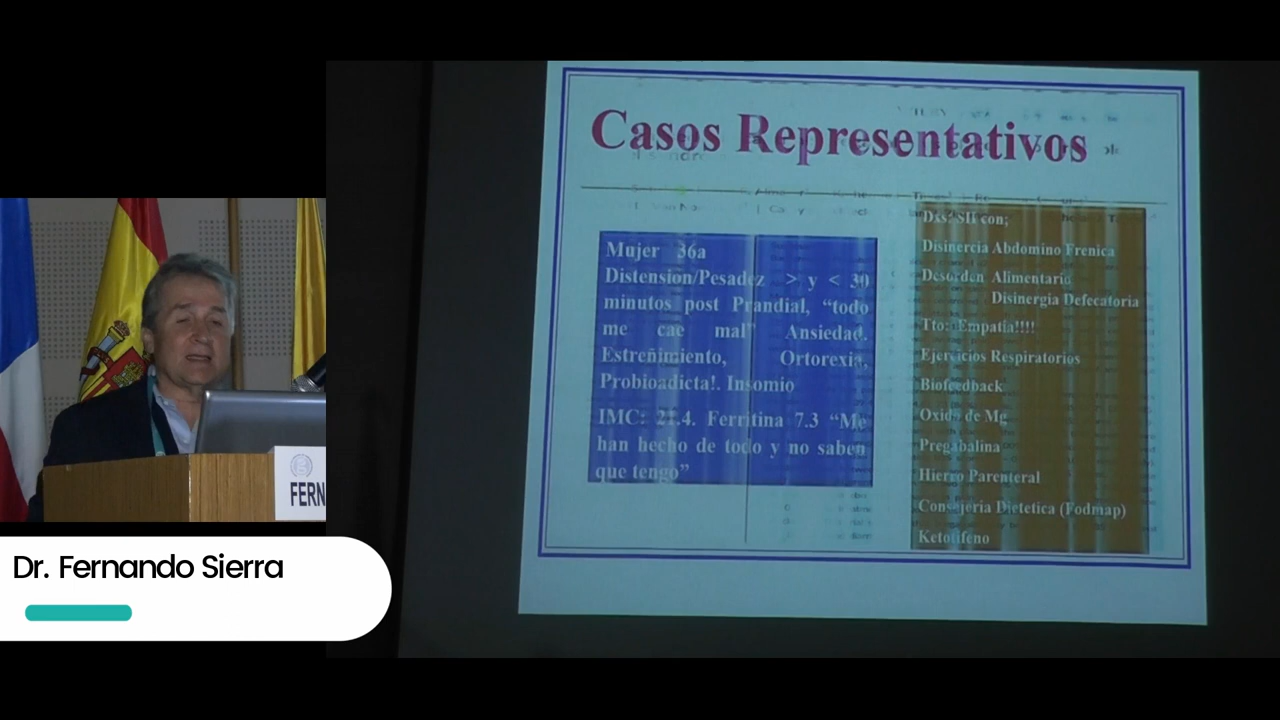 Casos Representativos
Mujer 36a
Distension/Pesadez > y < 30
minutos post Prandial, “todo
me cae mal” Ansiedad.
Estreñimiento, Ortorexia,
Probioadicta!. Insomio
IMC: 21.4. Ferritina 7.3 “Me
han hecho de todo y no saben
que tengo”
SII con;
Disinercia Abdomino Frenica
Desorden Alimentario
Disinergia Defecatoria
Tto: Empatia!!!!
Ejercicios Respiratorios
Biofeedback
Oxido de Mg
Pregabalina
Hierro Parenteral
Consejeria Dietetica (Fodmap)
Ketotifeno
FERN
Dr. Fernando Sierra